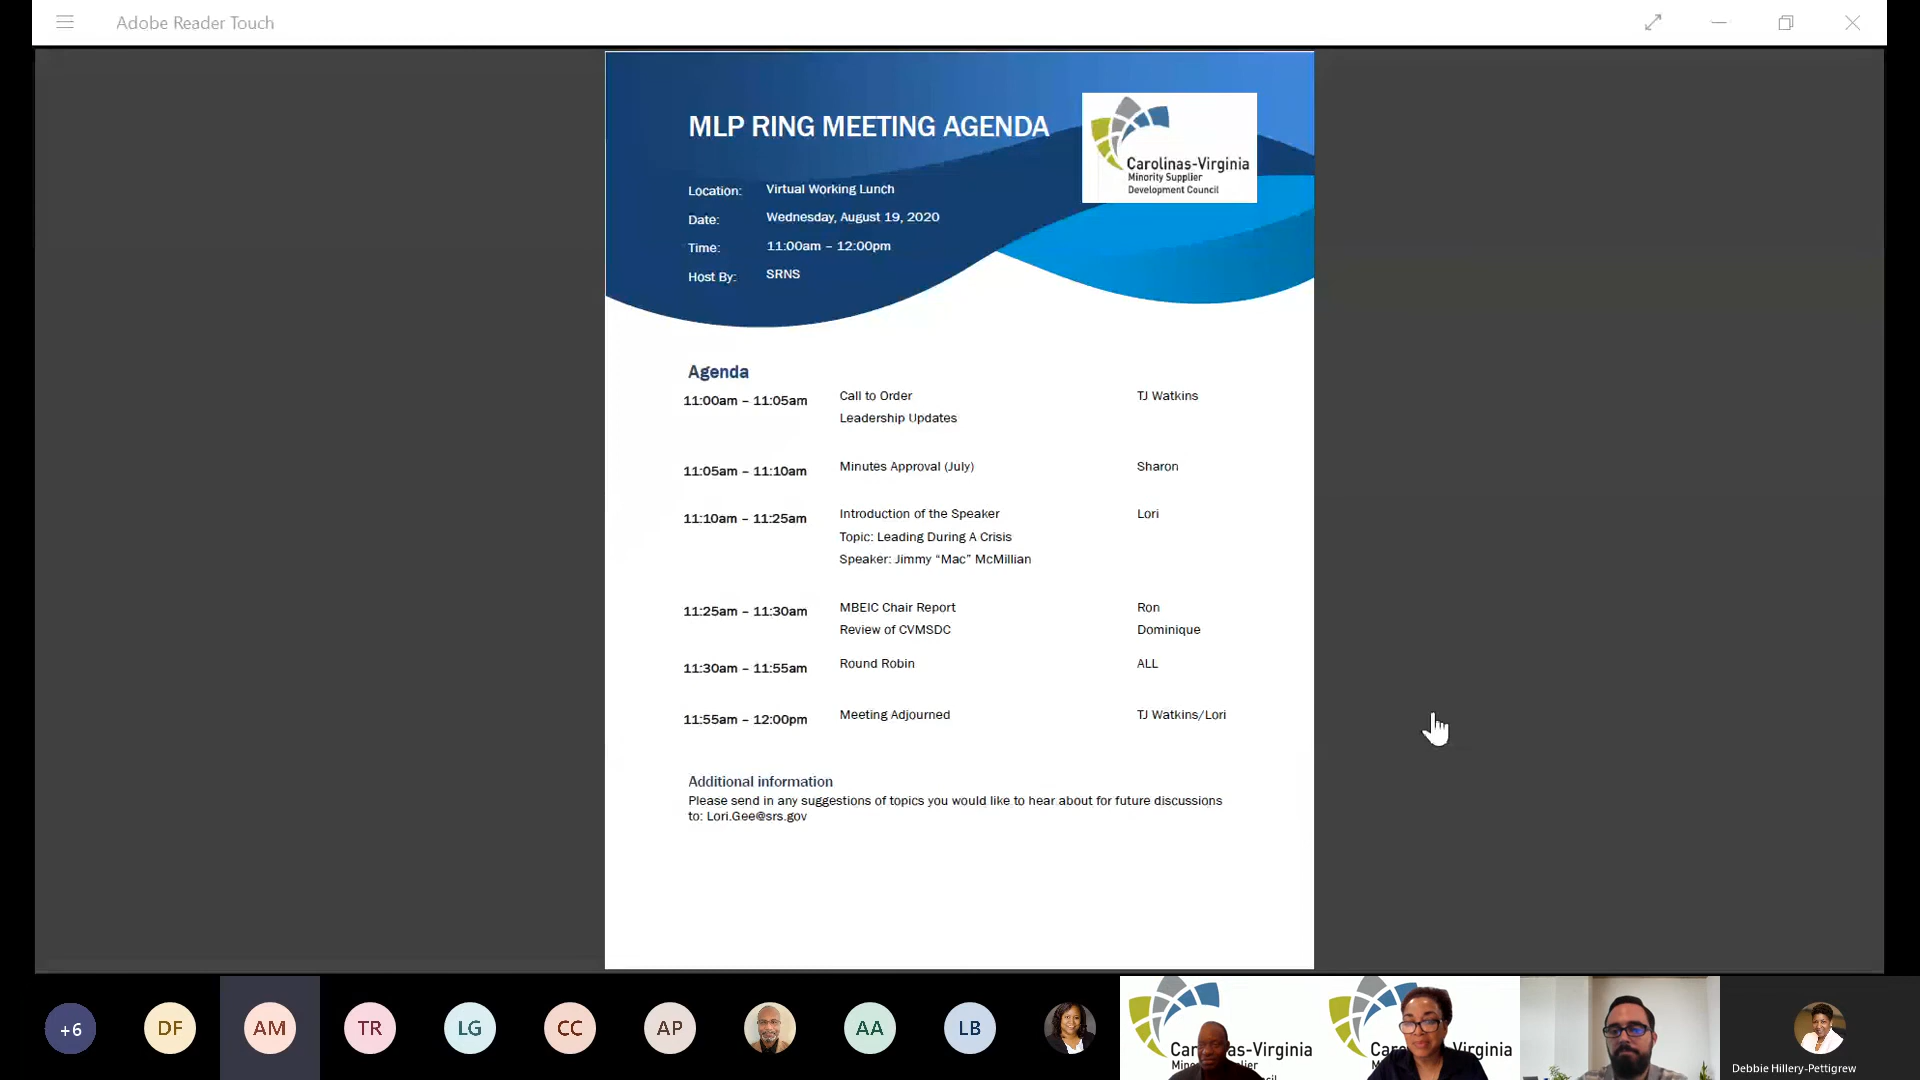 Adobe Reader Touch
MLP RING MEETING AGENDA
Carolinas-Virginia
Minority Supplier
Development Council
Location: Virtual Working Lunch
Date: Wednesday, August 19, 2020
Time: 11:00am – 12:00pm
Host By: SRNS
Agenda
11:00am – 11:05am Call to Order TJ Watkins
Leadership Updates
11:05am – 11:10am Minutes Approval (July) Sharon
11:10am – 11:25am Introduction of the Speaker Lori
Topic: Leading During A Crisis
Speaker: Jimmy “Mac” McMillian
11:25am – 11:30am MBEIC Chair Report Ron
Review of CVMSDC Dominique
11:30am – 11:55am Round Robin ALL
11:55am – 12:00pm Meeting Adjourned TJ Watkins/Lori
Additional information
Please send in any suggestions of topics you would like to hear about for future discussions
to: Lori.Gee@srs.gov
+6 DF AM TR LG CC AP AA LB
Debbie Hillery-Pettigrew